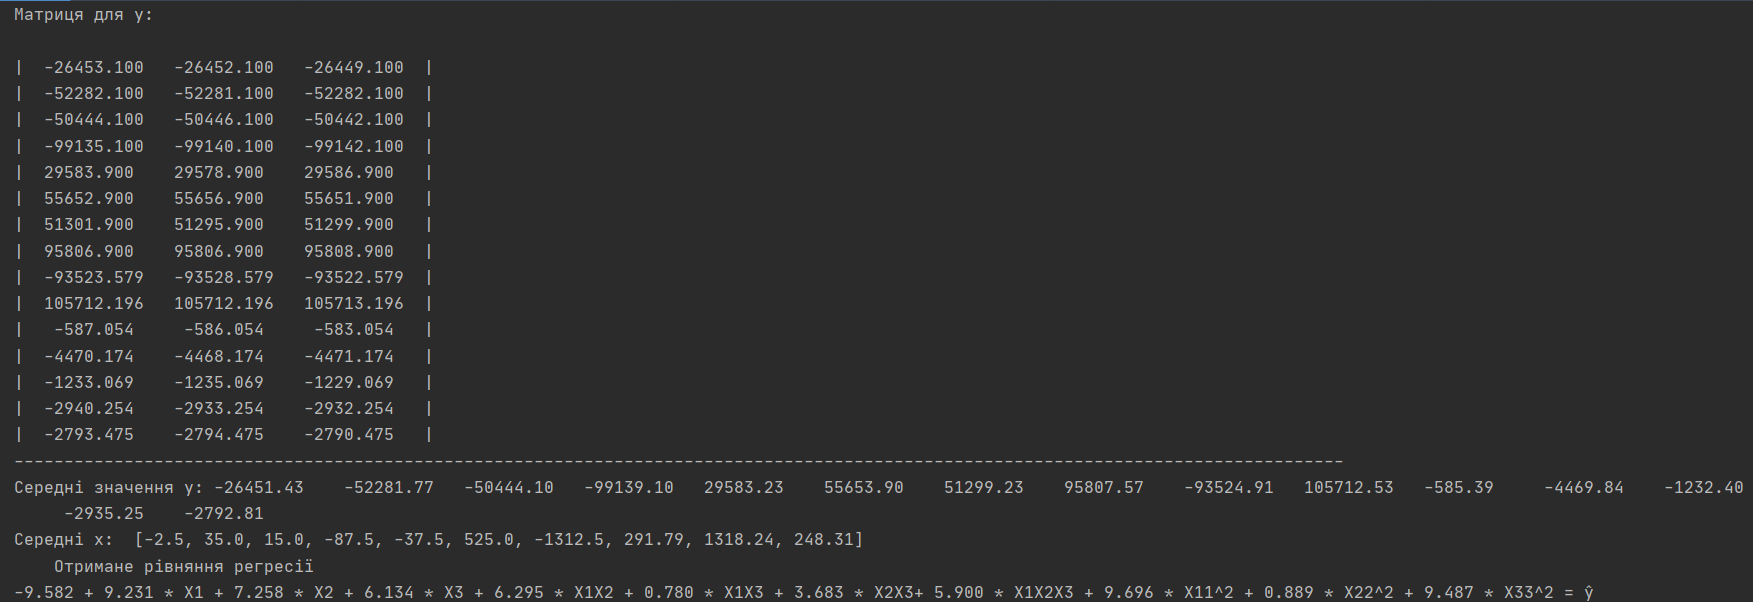 Матриця для y:
| -26453.100 -26452.100 -26449.100 |
| -52282.100 -52281.100 -52282.100 |
| -50444.100 -50446.100 -50442.100 |
| -99135.100 -99140.100 -99142.100 |
| 29583.900 29578.900 29586.900 |
| 55652.900 55656.900 55651.900 |
| 51301.900 51295.900 51299.900 |
| 95806.900 95806.900 95808.900 |
| -93523.579 -93528.579 -93522.579 |
| 105712.196 105712.196 105713.196 |
| -587.054 -586.054 -583.054 |
| -4470.174 -4468.174 -4471.174 |
| -1233.069 -1235.069 -1229.069 |
| -2940.254 -2933.254 -2932.254 |
| -2793.475 -2794.475 -2790.475 |
-------------------------------------------------------------------------------------------------------------------------------------
Середні значення y: -26451.43 -52281.77 -50444.10 -99139.10 29583.23 55653.90 51299.23 95807.57 -93524.91 105712.53 -585.39 -4469.84 -1232.40
-2935.25 -2792.81
Середні x: [-2.5, 35.0, 15.0, -87.5, -37.5, 525.0, -1312.5, 291.79, 1318.24, 248.31]
Отримане рівняння регресії
-9.582 + 9.231 * X1 + 7.258 * X2 + 6.134 * X3 + 6.295 * X1X2 + 0.780 * X1X3 + 3.683 * X2X3+ 5.900 * X1X2X3 + 9.696 * X11^2 + 0.889 * X22^2 + 9.487 * X33^2 = ŷ